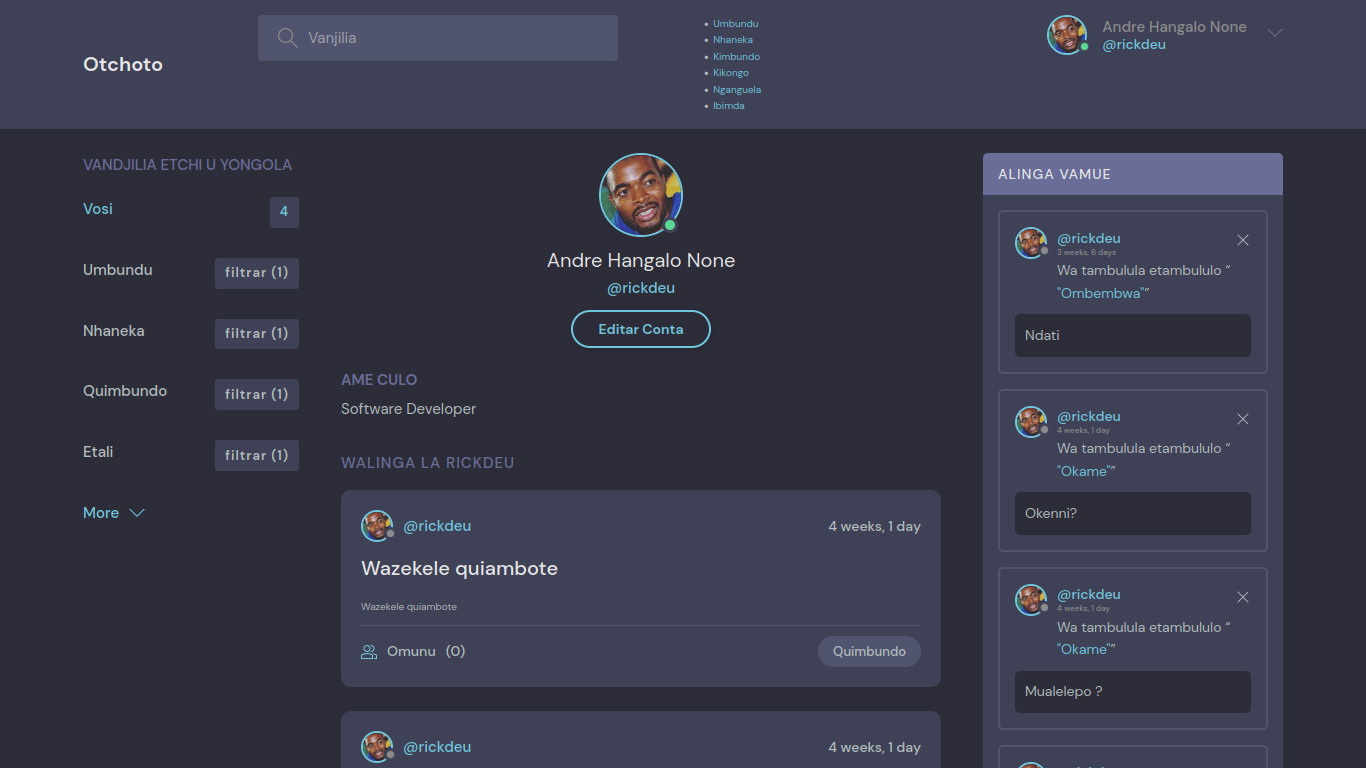 Otchoto
Vanjilia
Umbundu
Nhaneka
Kimbundo
Kikongo
Nganguela
Ibimda
Andre Hangalo None
@rickdeu
VANDJILIA ETCHI U YONGOLA
Vosi 4
Umbundu filtrar (1)
Nhaneka filtrar (1)
Quimbundo filtrar (1)
Etali filtrar (1)
More
Andre Hangalo None
@rickdeu
Editar Conta
AME CULO
Software Developer
WALINGA LA RICKDEU
@rickdeu 4 weeks, 1 day
Wazekele quiambote
Wazekele quiambote
Omunu (0) Quimbundo
@rickdeu 4 weeks, 1 day
ALINGA VAMUE
@rickdeu
3 weeks, 6 days
Wa tambulula etambululo “
"Ombembwa"”
Ndati
@rickdeu
4 weeks, 1 day
Wa tambulula etambululo “
"Okame"”
Okenni?
@rickdeu
4 weeks, 1 day
Wa tambulula etambululo “
"Okame"”
Mualelepo ?